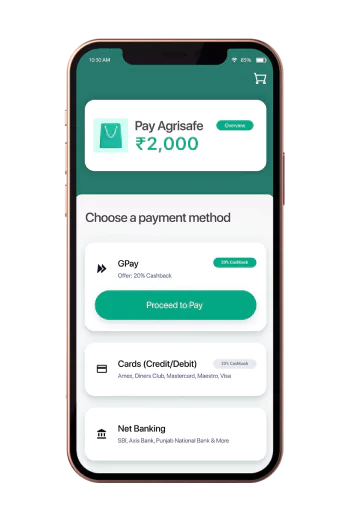 10:30 AM
85%
Pay Agrisafe
Overview
₹2,000
Choose a payment method
GPay
20% Cashback
Offer: 20% Cashback
Proceed to Pay
Cards (Credit/Debit)
20% Cashback
Amex, Diners Club, Mastercard, Maestro, Visa
Net Banking
SBI, Axis Bank, Punjab National Bank & More